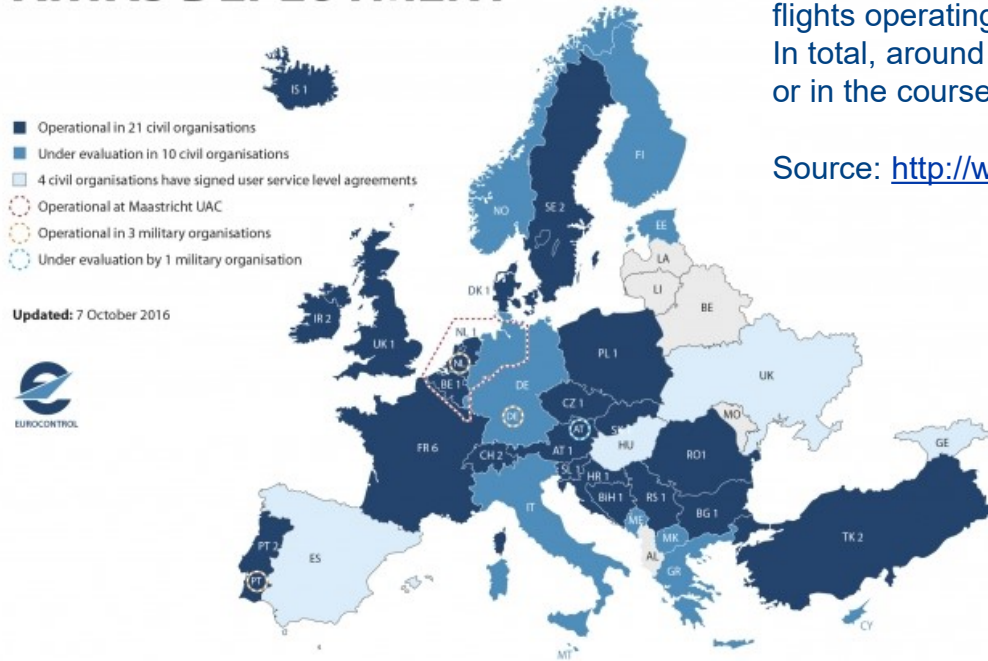 flights operating
In total, around
or in the course
Source: http://w
IS 1
Operational in 21 civil organisations
Under evaluation in 10 civil organisations
4 civil organisations have signed user service level agreements
Operational at Maastricht UAC
Operational in 3 military organisations
Under evaluation by 1 military organisation
Updated: 7 October 2016
EUROCONTROL
NO
SE 2
FI
EE
LA
LI
BE
DK 1
IR 2
UK 1
NL 1
NL
BE 1
DE
DE
PL 1
UK
CZ 1
MO
AT
HU
GE
FR 6
CH 2
AT 1
SL 1
HR 1
RO1
BiH 1
RS 1
BG 1
IT
ME
MK
AL
GR
TK 2
PT 2
PT
ES
CY
MT